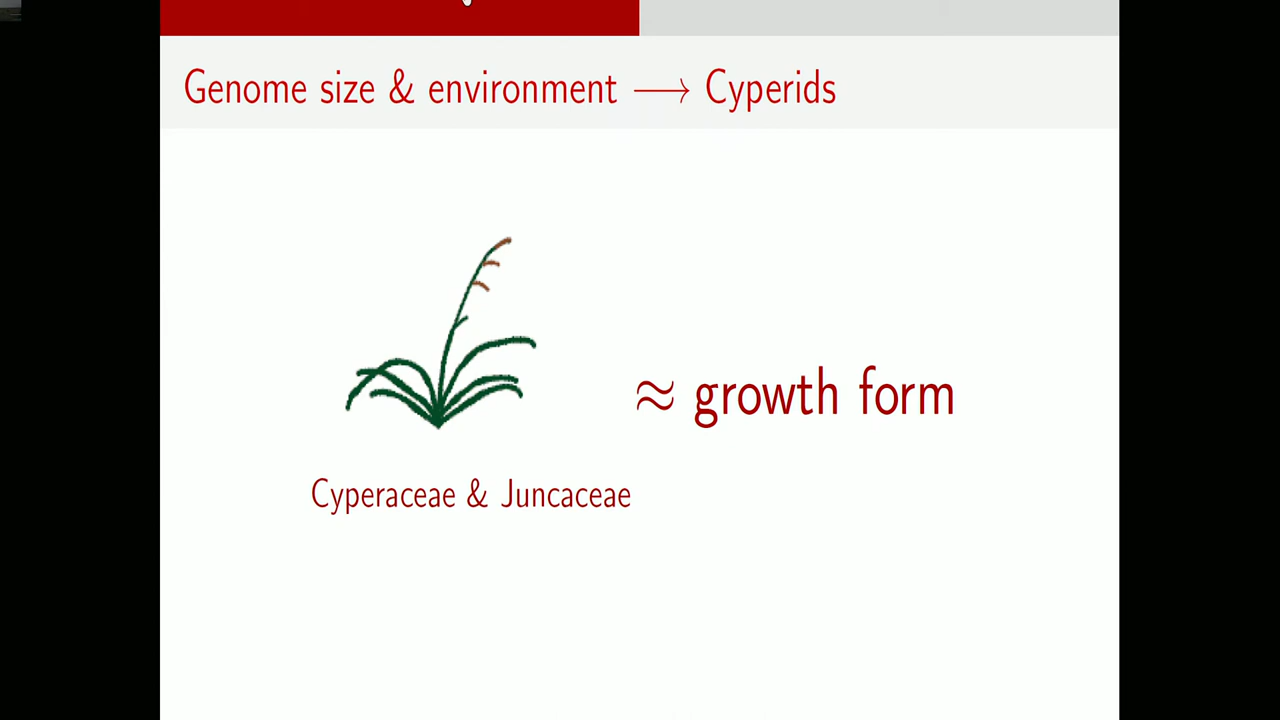 Genome size & environment ⟶ Cyperids
≈ growth form
Cyperaceae & Juncaceae